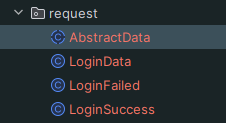 request
AbstractData
LoginData
LoginFailed
LoginSuccess